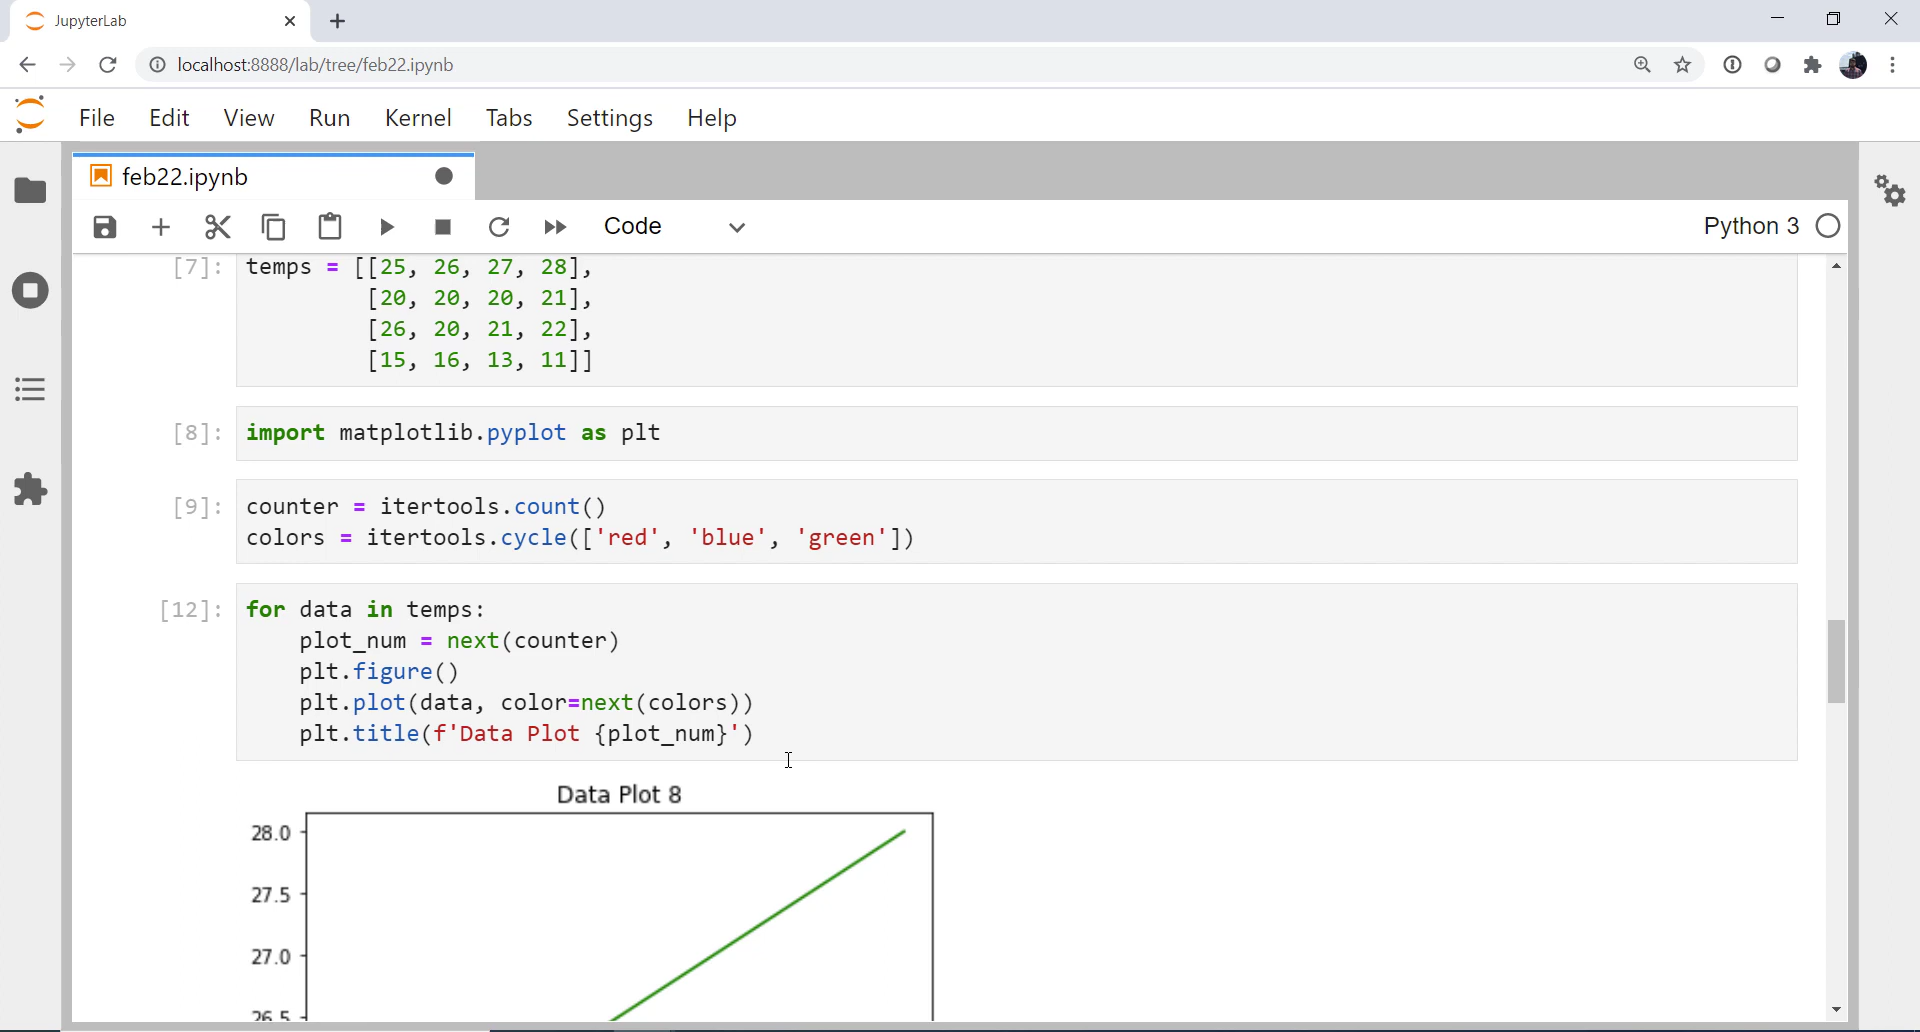 JupyterLab
localhost:8888/lab/tree/feb22.ipynb
File Edit View Run Kernel Tabs Settings Help
feb22.ipynb
Code
Python 3
[7]: temps = [[25, 26, 27, 28],
[20, 20, 20, 21],
[26, 20, 21, 22],
[15, 16, 13, 11]]
[8]: import matplotlib.pyplot as plt
[9]: counter = itertools.count()
colors = itertools.cycle(['red', 'blue', 'green'])
[12]: for data in temps:
plot_num = next(counter)
plt.figure()
plt.plot(data, color=next(colors))
plt.title(f'Data Plot {plot_num}')
Data Plot 8
28.0
27.5
27.0
26.5